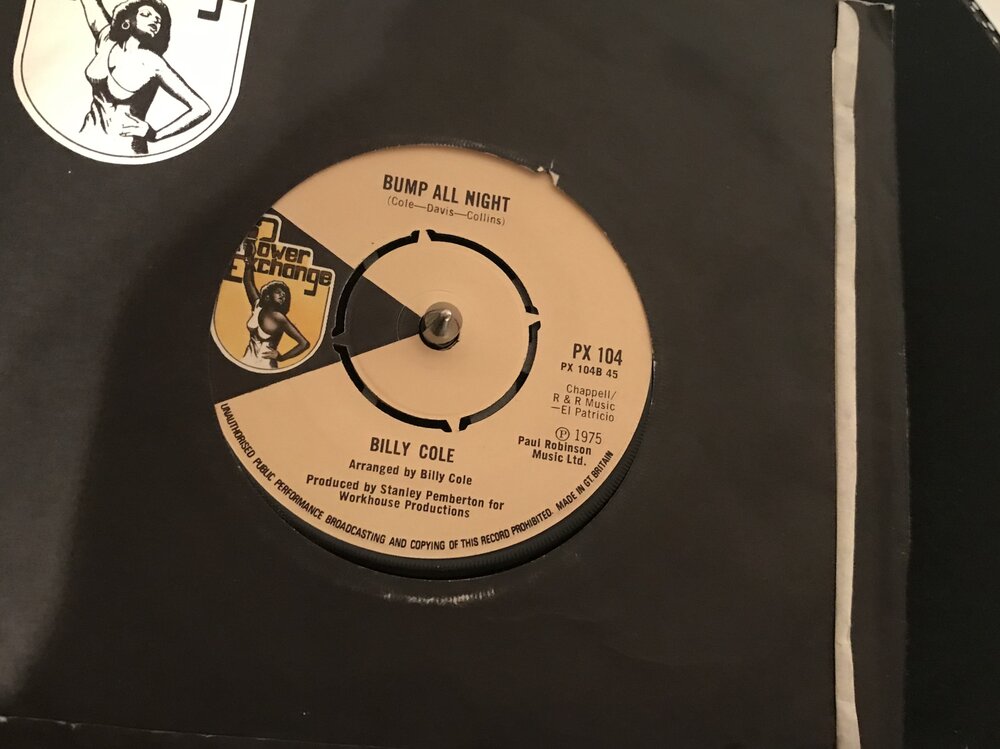 BUMP ALL NIGHT
(Cole—Davis—Collins)
Power
Exchange
PX 104
PX 104B 45
Chappell/
R & R Music
—El Patricio
Ⓟ 1975
Paul Robinson
Music Ltd.
BILLY COLE
Arranged by Billy Cole
Produced by Stanley Pemberton for
Workhouse Productions
UNAUTHORISED PUBLIC PERFORMANCE BROADCASTING AND COPYING OF THIS RECORD PROHIBITED. MADE IN GT. BRITAIN